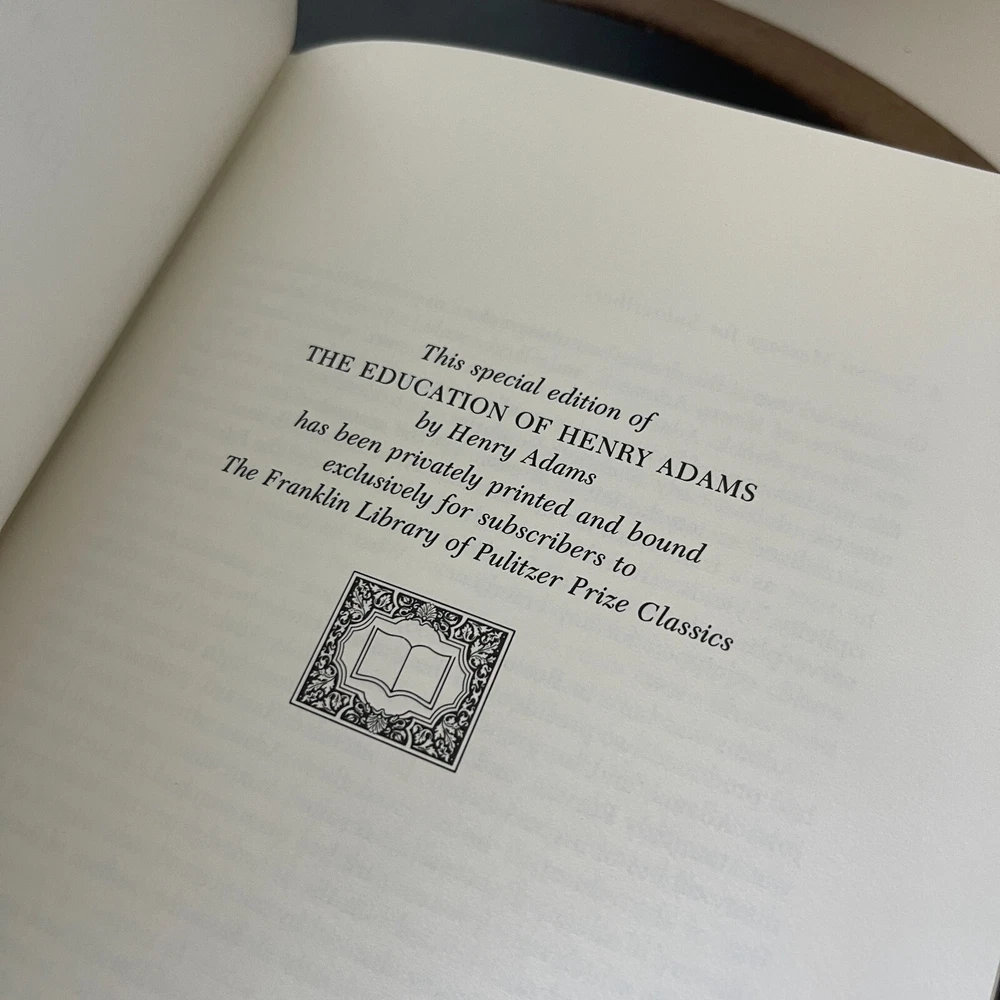 This special edition of
THE EDUCATION OF HENRY ADAMS
by Henry Adams
has been privately printed and bound
exclusively for subscribers to
The Franklin Library of Pulitzer Prize Classics